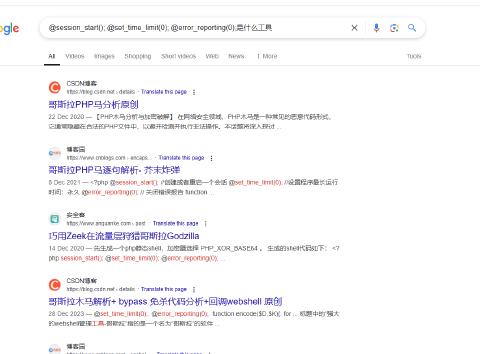 ogle
@session_start(); @set_time_limit(0); @error_reporting(0);是什么工具
All Videos Images Shopping Short videos Web News More Tools
CSDN博客
https://blog.csdn.net › details · Translate this page
哥斯拉PHP马分析原创
22 Dec 2020 — 【PHP木马分析与加密破解】 在网络安全领域，PHP木马是一种常见的恶意代码形式，
它通常隐藏在合法的PHP文件中，以避开检测并执行非法操作。本话题将深入探讨 ...
博客园
https://www.cnblogs.com › encaps... · Translate this page
哥斯拉PHP马逐句解析- 芥末炸弹
8 Dec 2021 — <?php @session_start(); //创建或者重启一个会话 @set_time_limit(0); //设置程序最长运行
时间：永久 @error_reporting(0); // 关闭错误报告 function ...
安全客
https://www.anquanke.com › post · Translate this page
巧用Zeek在流量层狩猎哥斯拉Godzilla
14 Dec 2020 — 先生成一个php静态shell，加密器选择 PHP_XOR_BASE64 。 生成的shell代码如下： <?
php session_start(); @set_time_limit(0); @error_reporting(0); ...
CSDN博客
https://blog.csdn.net › details · Translate this page
哥斯拉木马解析+ bypass 免杀代码分析+回调webshell 原创
28 Dec 2023 — @set_time_limit(0); @error_reporting(0); function encode($D,$K){. for ... 标题中的"强大
的webshell管理工具-哥斯拉"指的是一个名为"哥斯拉"的软件 ...
博客园